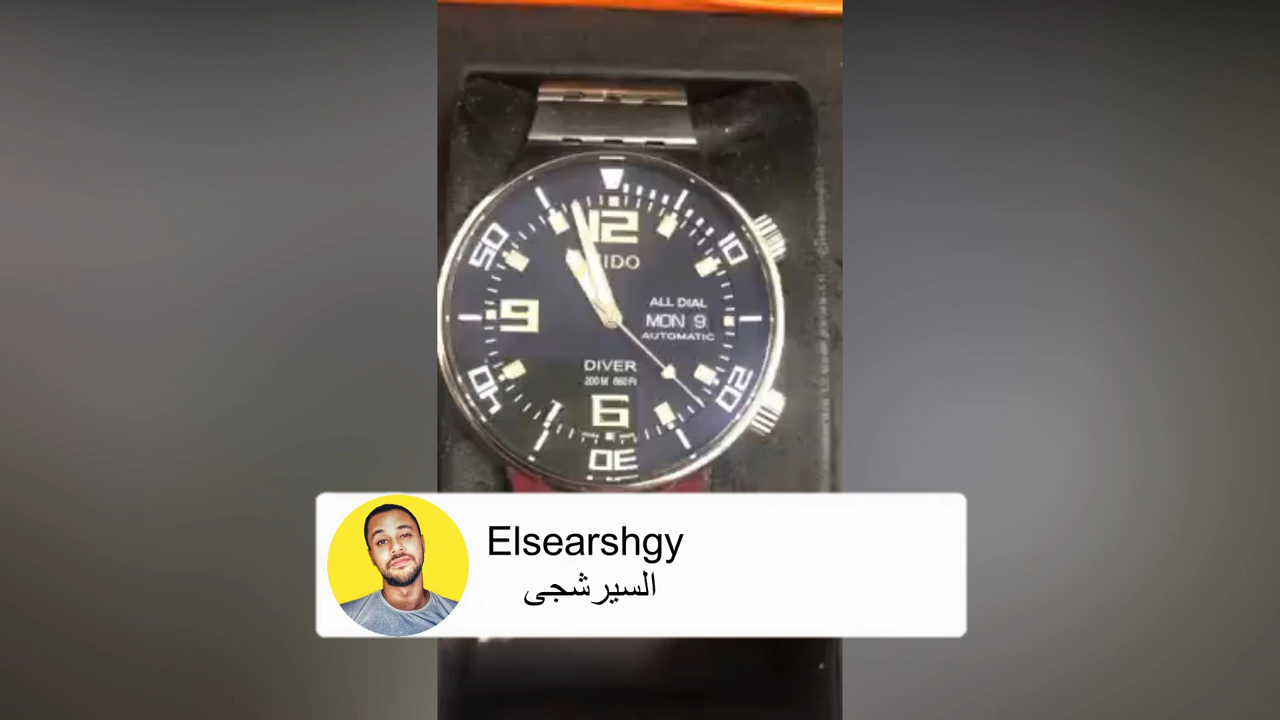 12
10
50
MIDO
ALL DIAL
9
MON 9
AUTOMATIC
DIVER
200 M 660 Ft
20
40
6
30
Elsearshgy
السيرشجى